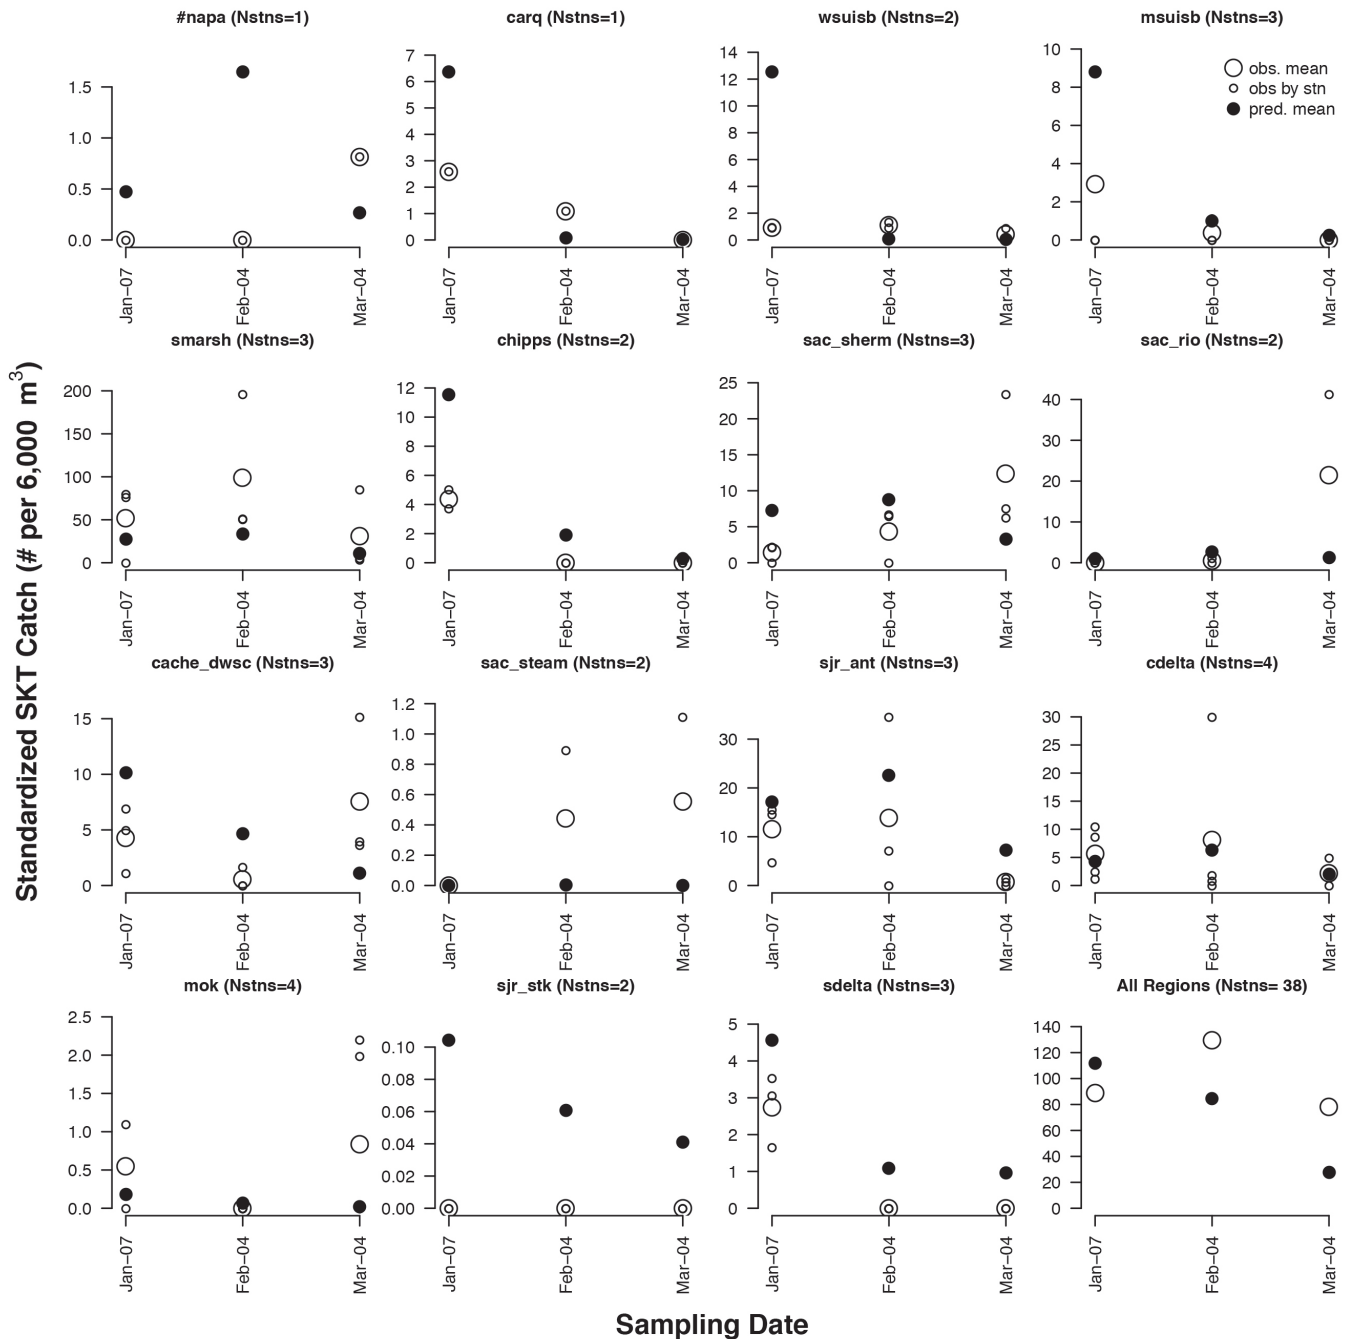 #napa (Nstns=1)
carq (Nstns=1)
wsuisb (Nstns=2)
msuisb (Nstns=3)
1.5
1.0
0.5
0.0
Jan–07
Feb–04
Mar–04
7
6
5
4
3
2
1
0
Jan–07
Feb–04
Mar–04
14
12
10
8
6
4
2
0
Jan–07
Feb–04
Mar–04
10
8
6
4
2
0
obs. mean
obs by stn
pred. mean
Jan–07
Feb–04
Mar–04
Standardized SKT Catch (# per 6,000 m3)
smarsh (Nstns=3)
chipps (Nstns=2)
sac_sherm (Nstns=3)
sac_rio (Nstns=2)
200
150
100
50
0
Jan–07
Feb–04
Mar–04
12
10
8
6
4
2
0
Jan–07
Feb–04
Mar–04
25
20
15
10
5
0
Jan–07
Feb–04
Mar–04
40
30
20
10
0
Jan–07
Feb–04
Mar–04
cache_dwsc (Nstns=3)
sac_steam (Nstns=2)
sjr_ant (Nstns=3)
cdelta (Nstns=4)
15
10
5
0
Jan–07
Feb–04
Mar–04
1.2
1.0
0.8
0.6
0.4
0.2
0.0
Jan–07
Feb–04
Mar–04
30
20
10
0
Jan–07
Feb–04
Mar–04
30
25
20
15
10
5
0
Jan–07
Feb–04
Mar–04
mok (Nstns=4)
sjr_stk (Nstns=2)
sdelta (Nstns=3)
All Regions (Nstns= 38)
2.5
2.0
1.5
1.0
0.5
0.0
Jan–07
Feb–04
Mar–04
0.10
0.08
0.06
0.04
0.02
0.00
Jan–07
Feb–04
Mar–04
5
4
3
2
1
0
Jan–07
Feb–04
Mar–04
140
120
100
80
60
40
20
0
Jan–07
Feb–04
Mar–04
Sampling Date